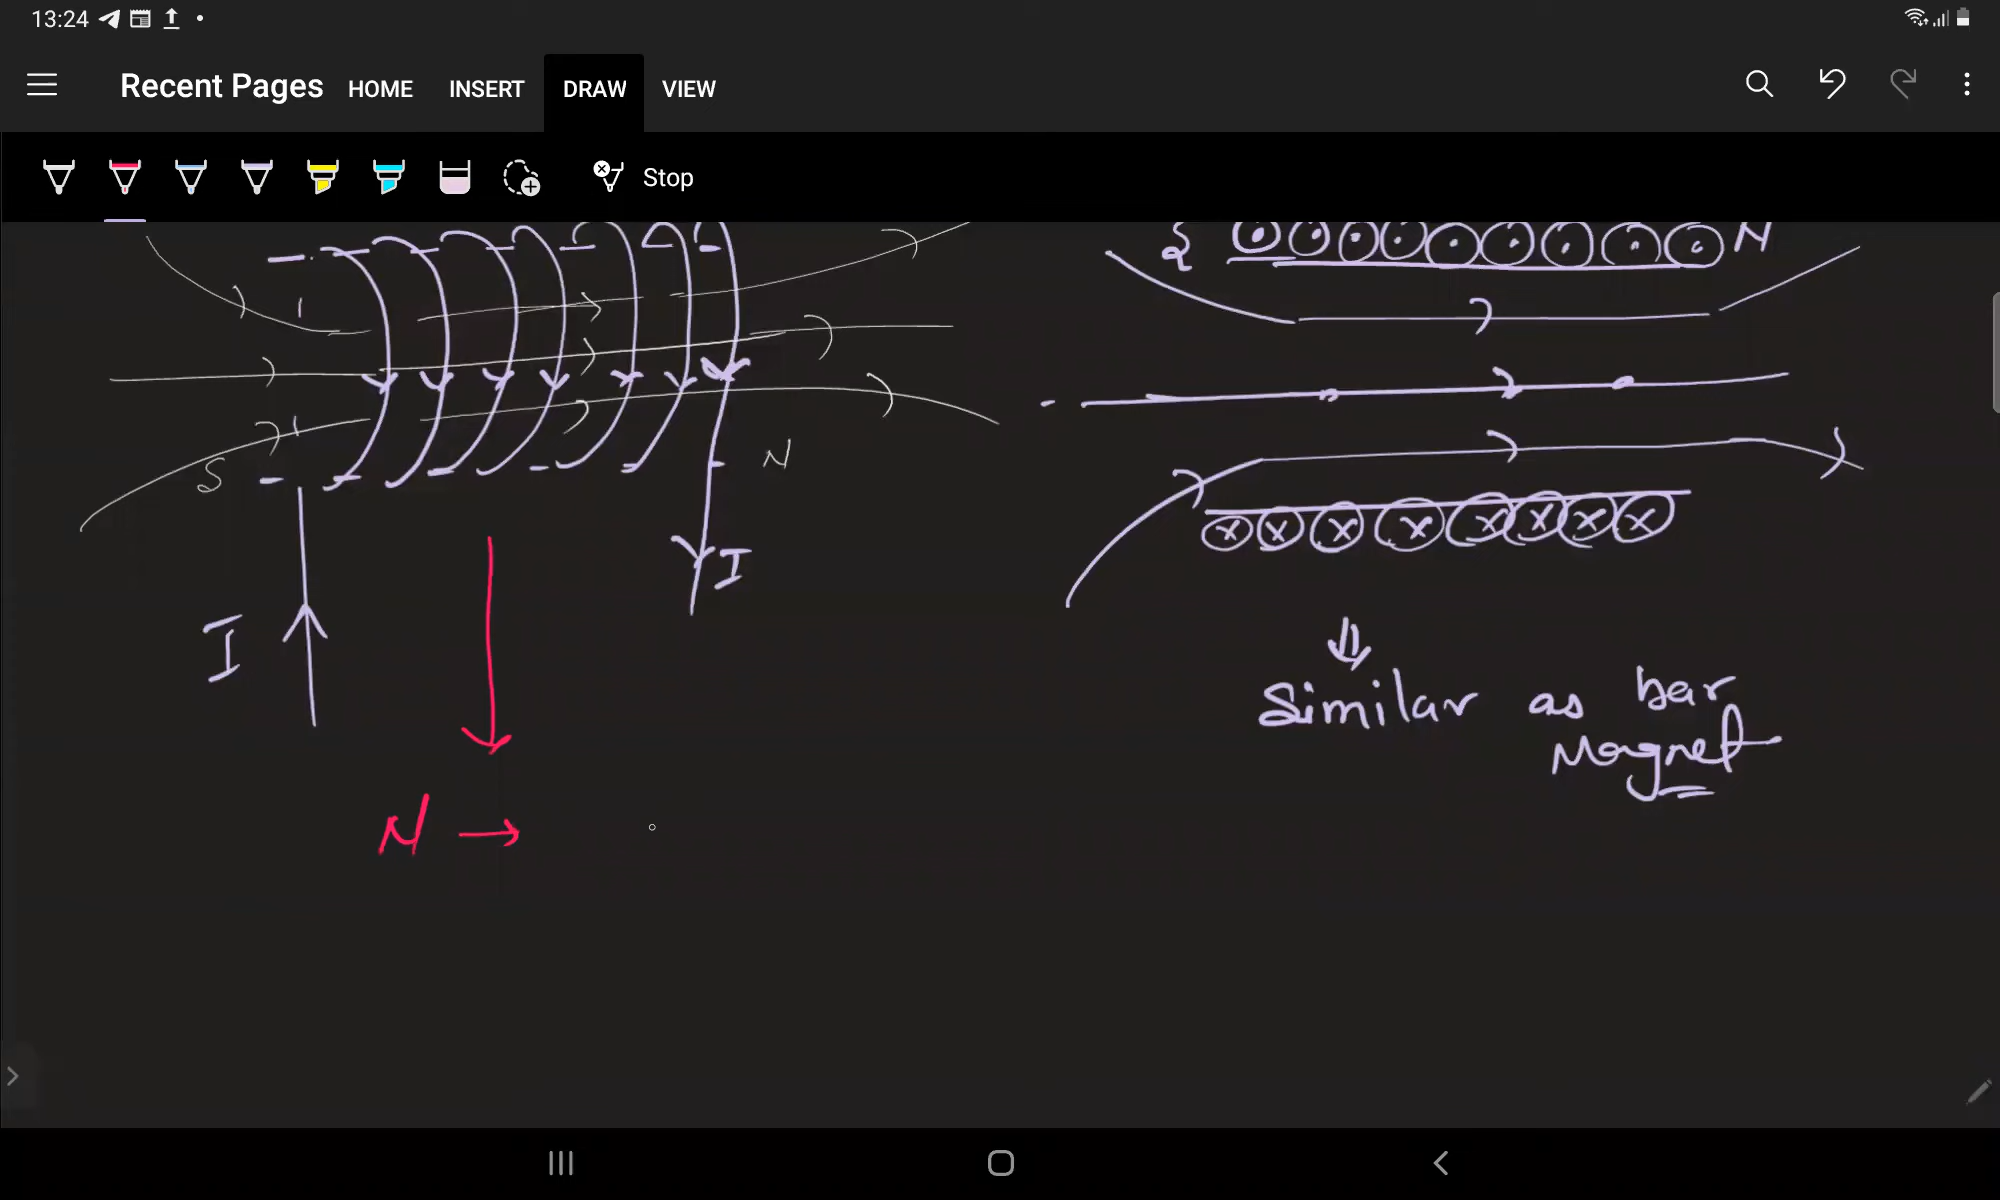 13:24
Recent Pages HOME INSERT DRAW VIEW
Stop
S N
N
I
I
Similar as bar
Magnet
N →